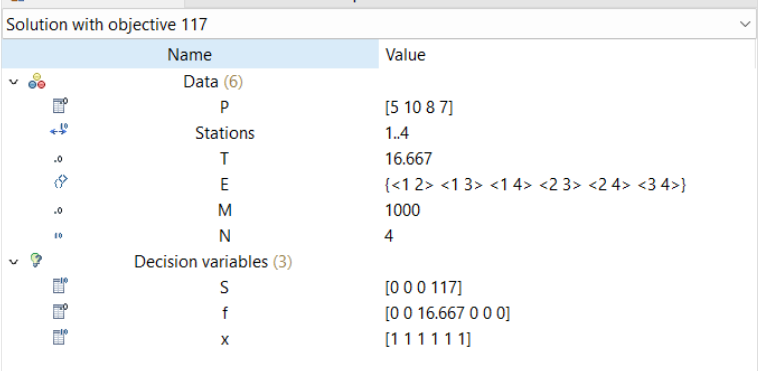 Solution with objective 117
Name Value
Data (6)
P [5 10 8 7]
Stations 1..4
T 16.667
E {<1 2> <1 3> <1 4> <2 3> <2 4> <3 4>}
M 1000
N 4
Decision variables (3)
S [0 0 0 117]
f [0 0 16.667 0 0 0]
x [1 1 1 1 1 1]